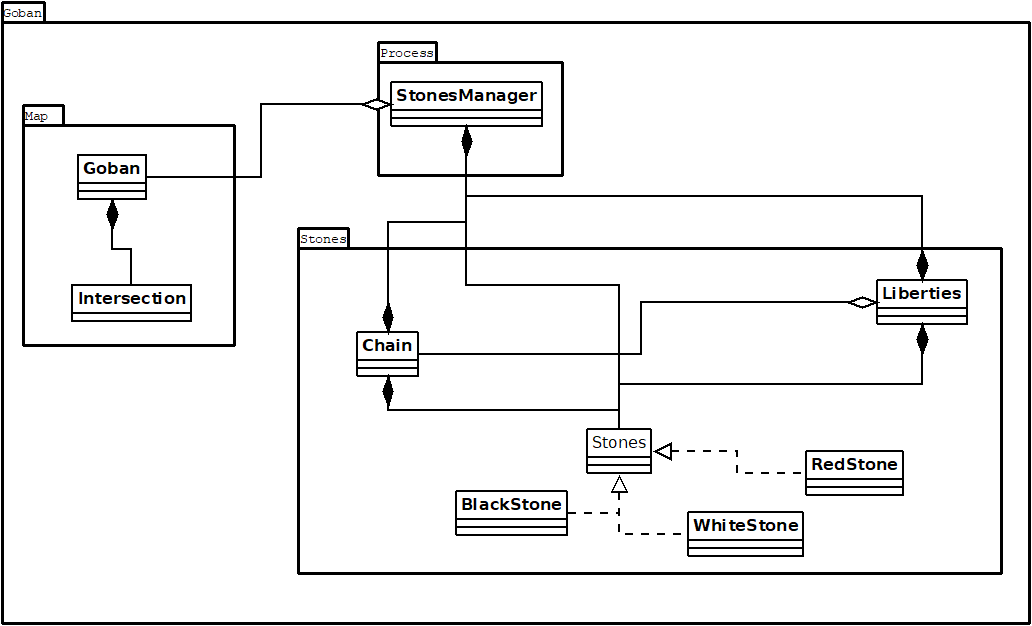 Goban
Process
StonesManager
Map
Goban
Intersection
Stones
Liberties
Chain
Stones
RedStone
BlackStone
WhiteStone